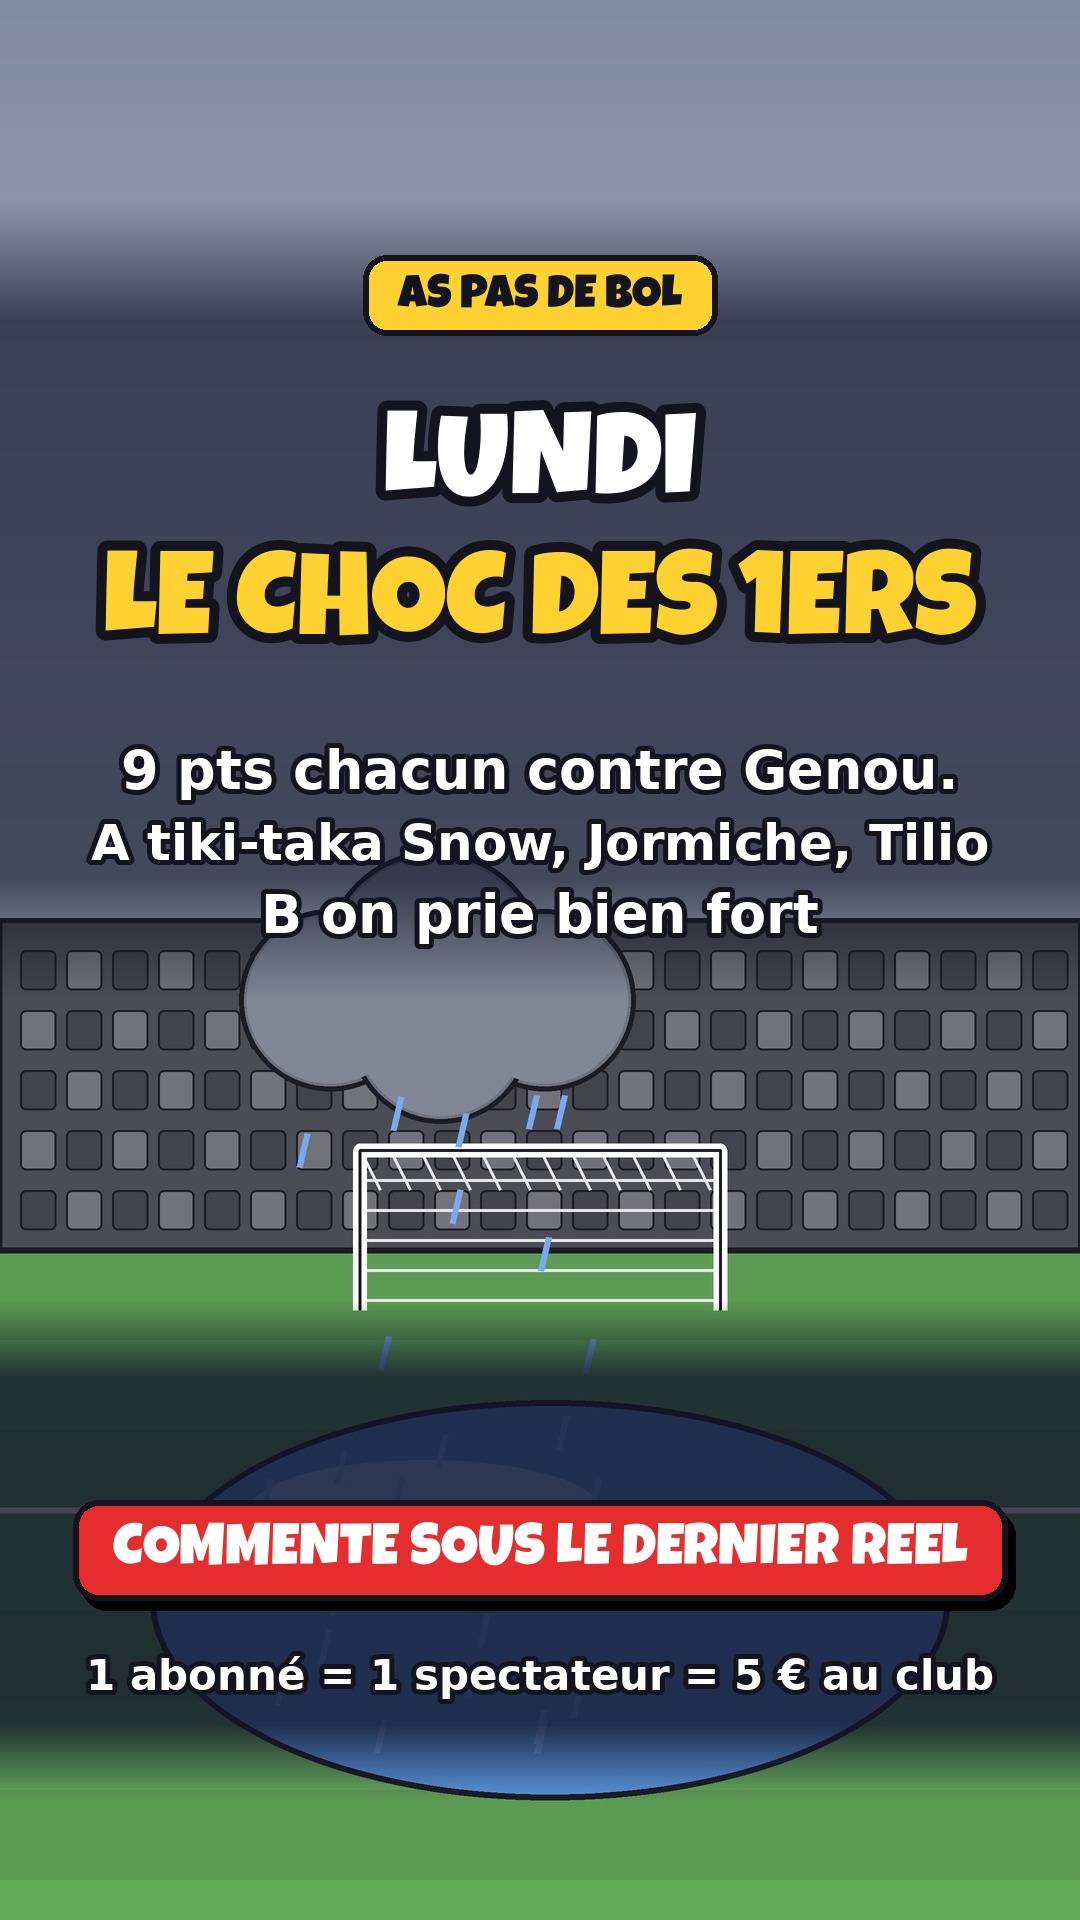 AS PAS DE BOL
LUNDI
LE CHOC DES 1ERS
9 pts chacun contre Genou.
A tiki-taka Snow, Jormiche, Tilio
B on prie bien fort
COMMENTE SOUS LE DERNIER REEL
1 abonné = 1 spectateur = 5 € au club